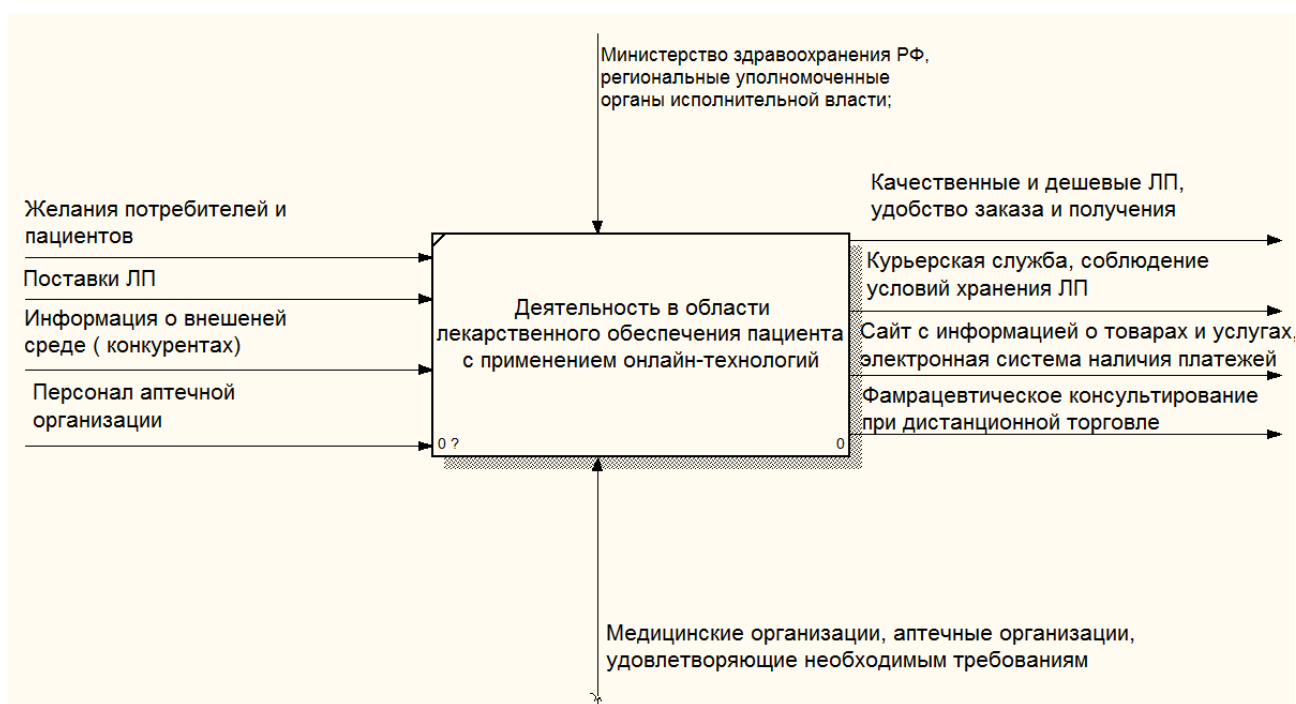 Министерство здравоохранения РФ,
региональные уполномоченные
органы исполнительной власти;
Желания потребителей и
пациентов
Поставки ЛП
Информация о внешеней
среде ( конкурентах)
Персонал аптечной
организации
Деятельность в области
лекарственного обеспечения пациента
с применением онлайн-технологий
0 ?
0
Качественные и дешевые ЛП,
удобство заказа и получения
Курьерская служба, соблюдение
условий хранения ЛП
Сайт с информацией о товарах и услугах,
электронная система наличия платежей
Фамрацевтическое консультирование
при дистанционной торговле
Медицинские организации, аптечные организации,
удовлетворяющие необходимым требованиям